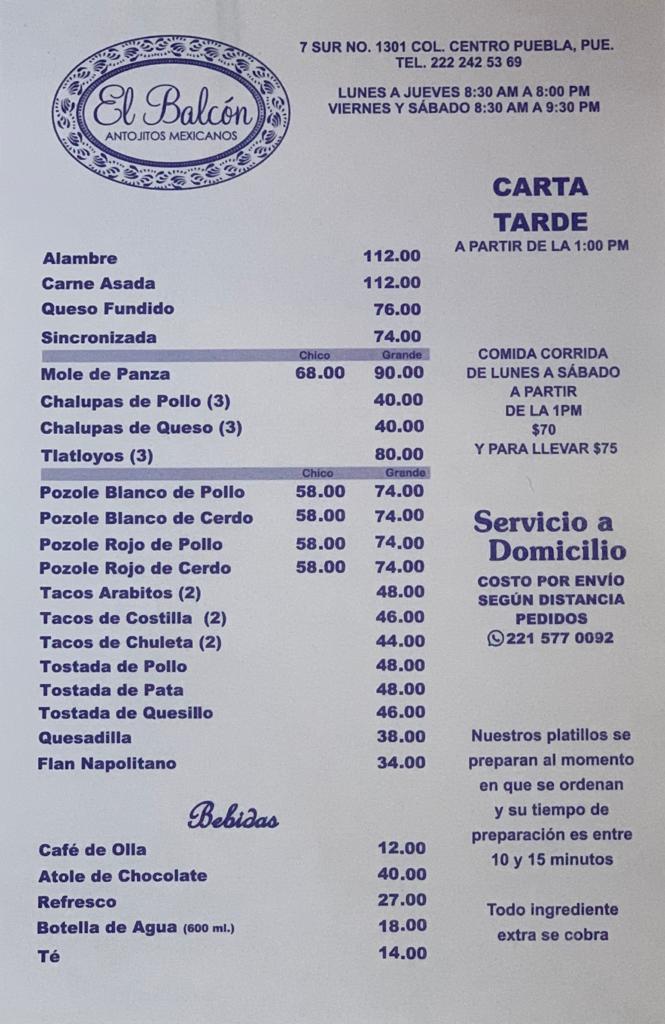 El Balcón
ANTOJITOS MEXICANOS
7 SUR NO. 1301 COL. CENTRO PUEBLA, PUE.
TEL. 222 242 53 69
LUNES A JUEVES 8:30 AM A 8:00 PM
VIERNES Y SÁBADO 8:30 AM A 9:30 PM
CARTA
TARDE
A PARTIR DE LA 1:00 PM
Alambre 112.00
Carne Asada 112.00
Queso Fundido 76.00
Sincronizada 74.00
Chico Grande
Mole de Panza 68.00 90.00
Chalupas de Pollo (3) 40.00
Chalupas de Queso (3) 40.00
Tlatloyos (3) 80.00
Chico Grande
Pozole Blanco de Pollo 58.00 74.00
Pozole Blanco de Cerdo 58.00 74.00
Pozole Rojo de Pollo 58.00 74.00
Pozole Rojo de Cerdo 58.00 74.00
Tacos Arabitos (2) 48.00
Tacos de Costilla (2) 46.00
Tacos de Chuleta (2) 44.00
Tostada de Pollo 48.00
Tostada de Pata 48.00
Tostada de Quesillo 46.00
Quesadilla 38.00
Flan Napolitano 34.00
Bebidas
Café de Olla 12.00
Atole de Chocolate 40.00
Refresco 27.00
Botella de Agua (600 ml.) 18.00
Té 14.00
COMIDA CORRIDA
DE LUNES A SÁBADO
A PARTIR
DE LA 1PM
$70
Y PARA LLEVAR $75
Servicio a
Domicilio
COSTO POR ENVÍO
SEGÚN DISTANCIA
PEDIDOS
221 577 0092
Nuestros platillos se
preparan al momento
en que se ordenan
y su tiempo de
preparación es entre
10 y 15 minutos
Todo ingrediente
extra se cobra